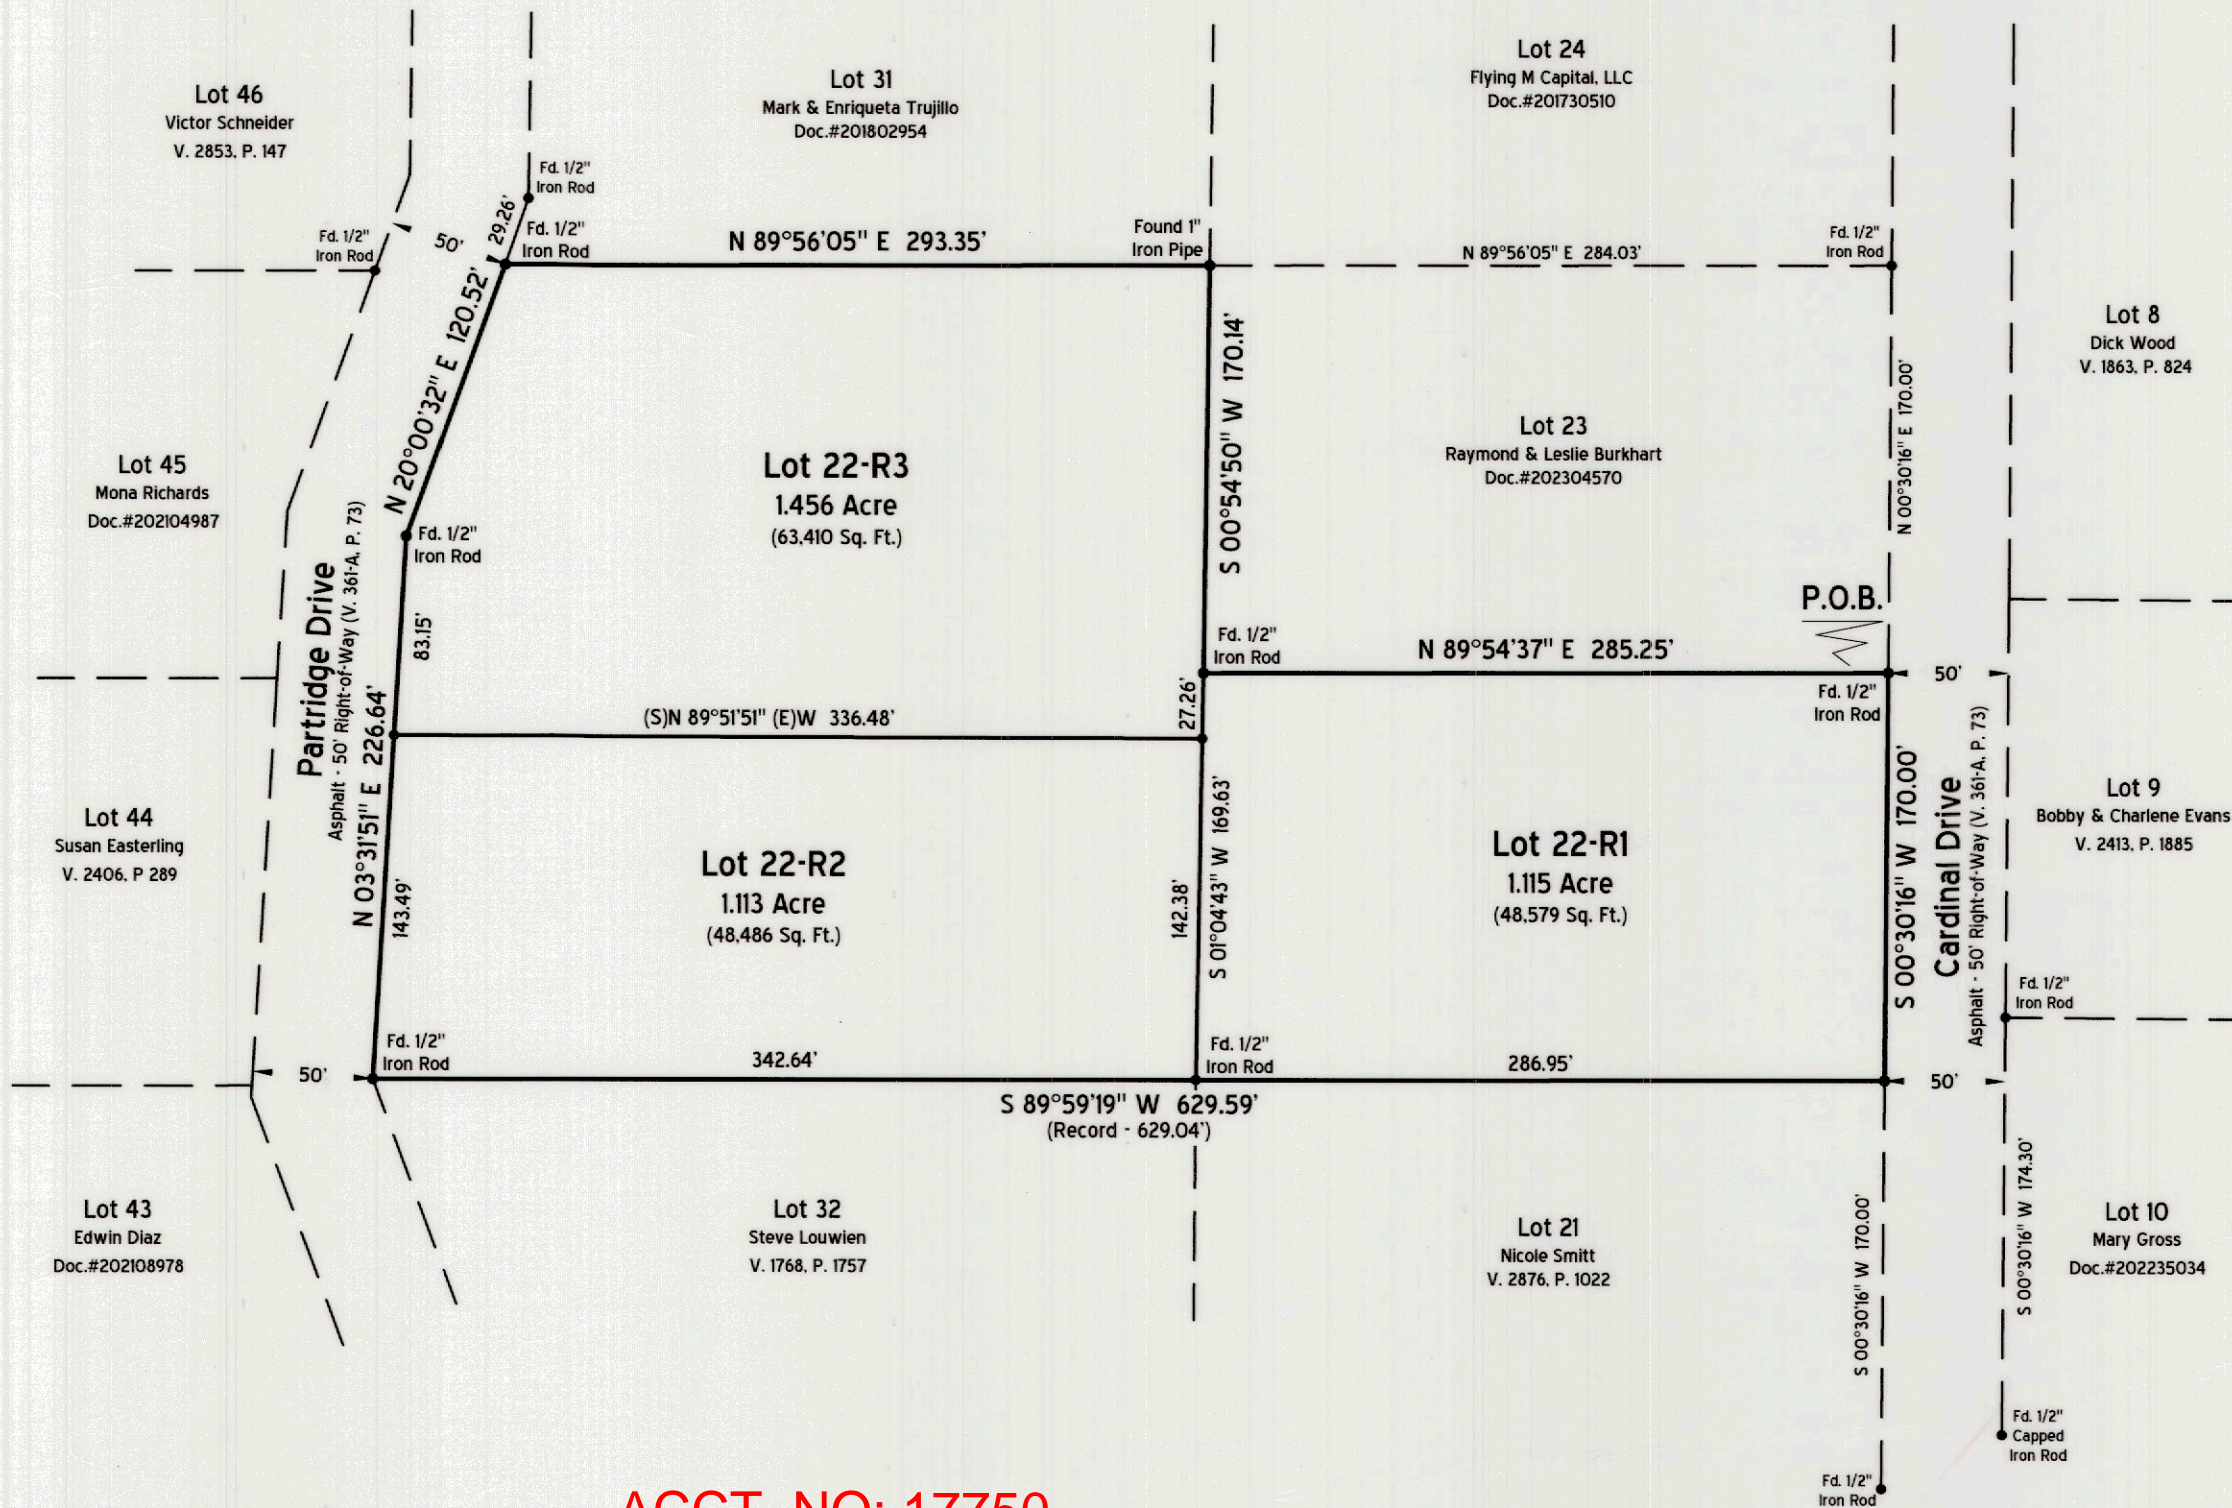 Lot 46
Victor Schneider
V. 2853, P. 147
Lot 31
Mark & Enriqueta Trujillo
Doc.#201802954
Lot 24
Flying M Capital, LLC
Doc.#201730510
Fd. 1/2"
Iron Rod
29.26'
50'
Fd. 1/2"
Iron Rod
Fd. 1/2"
Iron Rod
N 89°56'05" E 293.35'
Found 1"
Iron Pipe
N 89°56'05" E 284.03'
Fd. 1/2"
Iron Rod
N 20°00'32" E 120.52'
S 00°54'50" W 170.14'
N 00°30'16" E 170.00'
Lot 8
Dick Wood
V. 1863, P. 824
Lot 45
Mona Richards
Doc.#202104987
Lot 22-R3
1.456 Acre
(63,410 Sq. Ft.)
Lot 23
Raymond & Leslie Burkhart
Doc.#202304570
Fd. 1/2"
Iron Rod
Partridge Drive
Asphalt - 50' Right-of-Way (V. 361-A, P. 73)
83.15'
N 03°31'51" E 226.64'
P.O.B.
Fd. 1/2"
Iron Rod
N 89°54'37" E 285.25'
50'
Fd. 1/2"
Iron Rod
(S)N 89°51'51" (E)W 336.48'
27.26'
Lot 44
Susan Easterling
V. 2406, P 289
143.49'
Lot 22-R2
1.113 Acre
(48,486 Sq. Ft.)
142.38'
S 01°04'43" W 169.63'
Lot 22-R1
1.115 Acre
(48,579 Sq. Ft.)
S 00°30'16" W 170.00'
Cardinal Drive
Asphalt - 50' Right-of-Way (V. 361-A, P. 73)
Lot 9
Bobby & Charlene Evans
V. 2413, P. 1885
Fd. 1/2"
Iron Rod
Fd. 1/2"
Iron Rod
50'
342.64'
Fd. 1/2"
Iron Rod
286.95'
50'
S 89°59'19" W 629.59'
(Record - 629.04')
Lot 43
Edwin Diaz
Doc.#202108978
Lot 32
Steve Louwien
V. 1768, P. 1757
Lot 21
Nicole Smitt
V. 2876, P. 1022
S 00°30'16" W 170.00'
S 00°30'16" W 174.30'
Lot 10
Mary Gross
Doc.#202235034
Fd. 1/2"
Capped
Iron Rod
Fd. 1/2"
Iron Rod
ACCT. NO: 17750